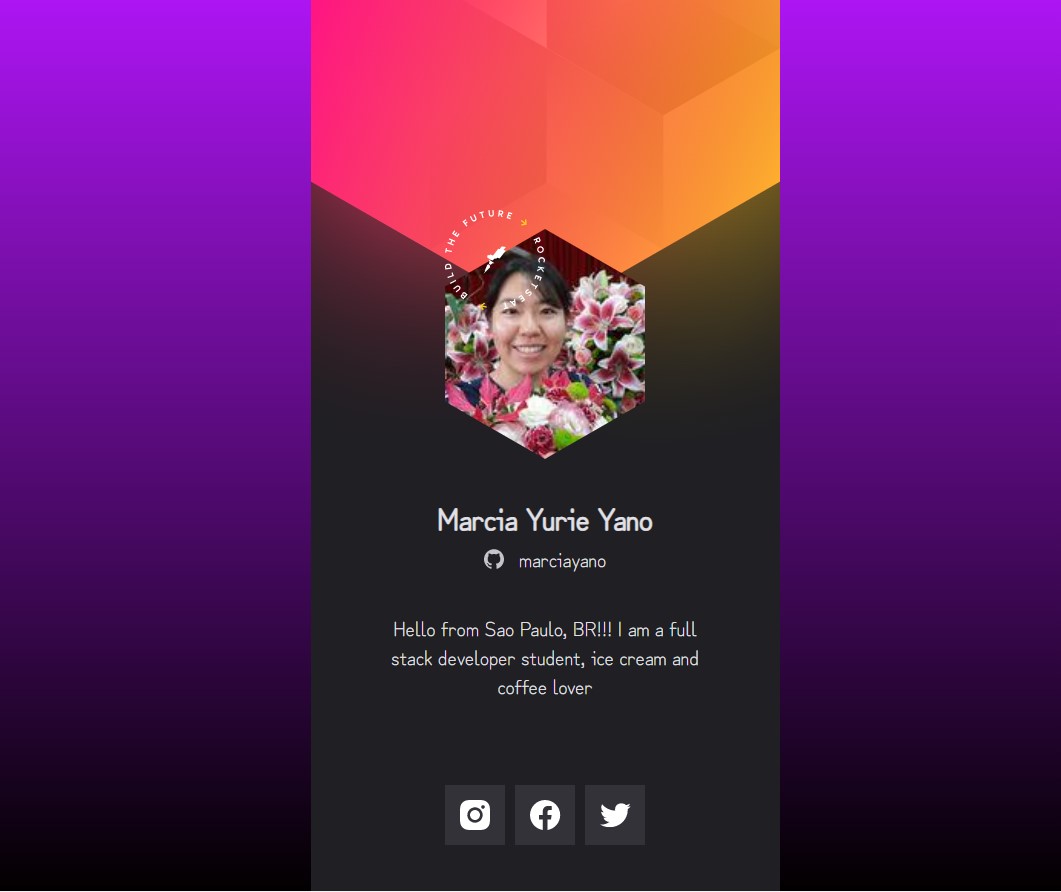 BUILD THE FUTURE
ROCKETSEAT
Marcia Yurie Yano
marciayano
Hello from Sao Paulo, BR!!! I am a full
stack developer student, ice cream and
coffee lover